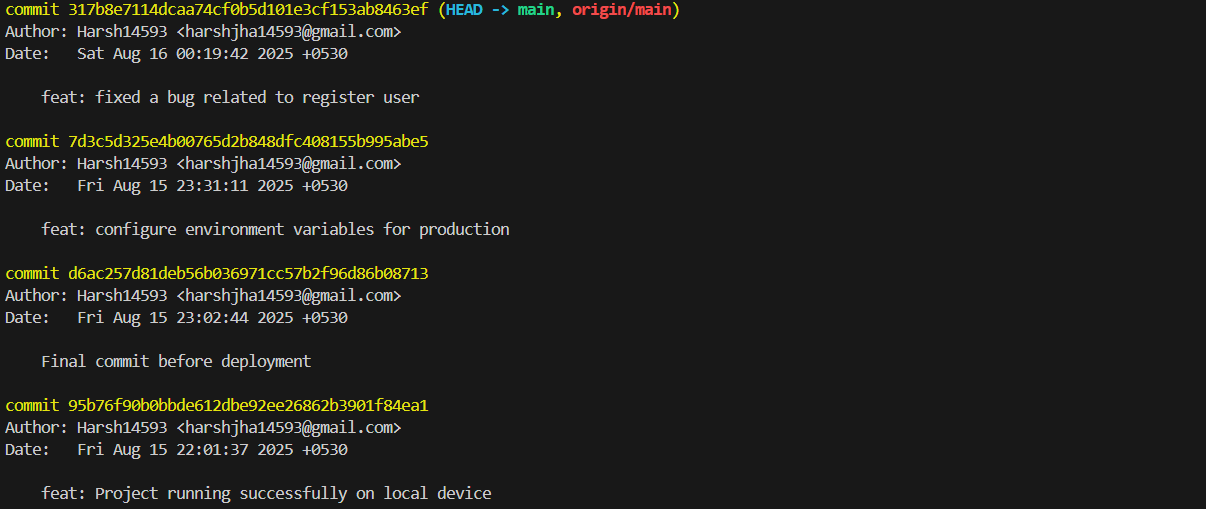 commit 317b8e7114dcaa74cf0b5d101e3cf153ab8463ef (HEAD -> main, origin/main)
Author: Harsh14593 <harshjha14593@gmail.com>
Date:   Sat Aug 16 00:19:42 2025 +0530
feat: fixed a bug related to register user
commit 7d3c5d325e4b00765d2b848dfc408155b995abe5
Author: Harsh14593 <harshjha14593@gmail.com>
Date:   Fri Aug 15 23:31:11 2025 +0530
feat: configure environment variables for production
commit d6ac257d81deb56b036971cc57b2f96d86b08713
Author: Harsh14593 <harshjha14593@gmail.com>
Date:   Fri Aug 15 23:02:44 2025 +0530
Final commit before deployment
commit 95b76f90b0bbde612dbe92ee26862b3901f84ea1
Author: Harsh14593 <harshjha14593@gmail.com>
Date:   Fri Aug 15 22:01:37 2025 +0530
feat: Project running successfully on local device